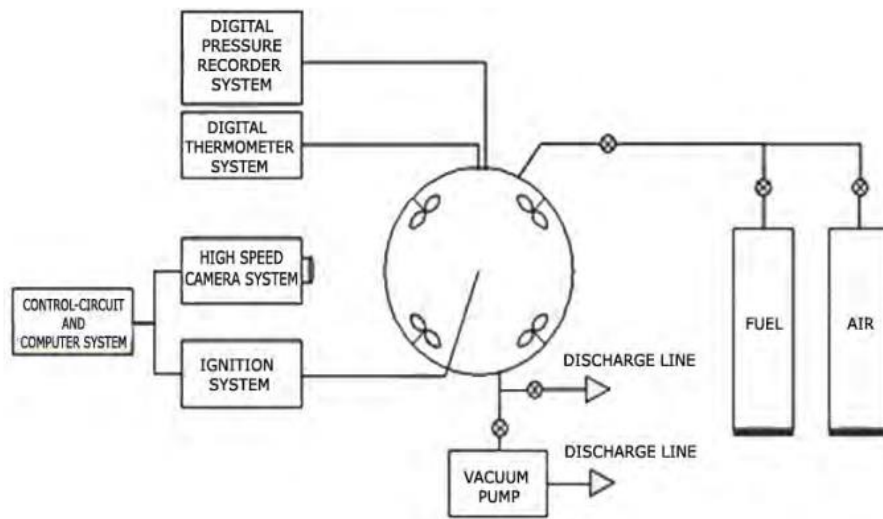 DIGITAL
PRESSURE
RECORDER
SYSTEM
DIGITAL
THERMOMETER
SYSTEM
HIGH SPEED
CAMERA SYSTEM
CONTROL-CIRCUIT
AND
COMPUTER SYSTEM
IGNITION
SYSTEM
FUEL
AIR
DISCHARGE LINE
DISCHARGE LINE
VACUUM
PUMP